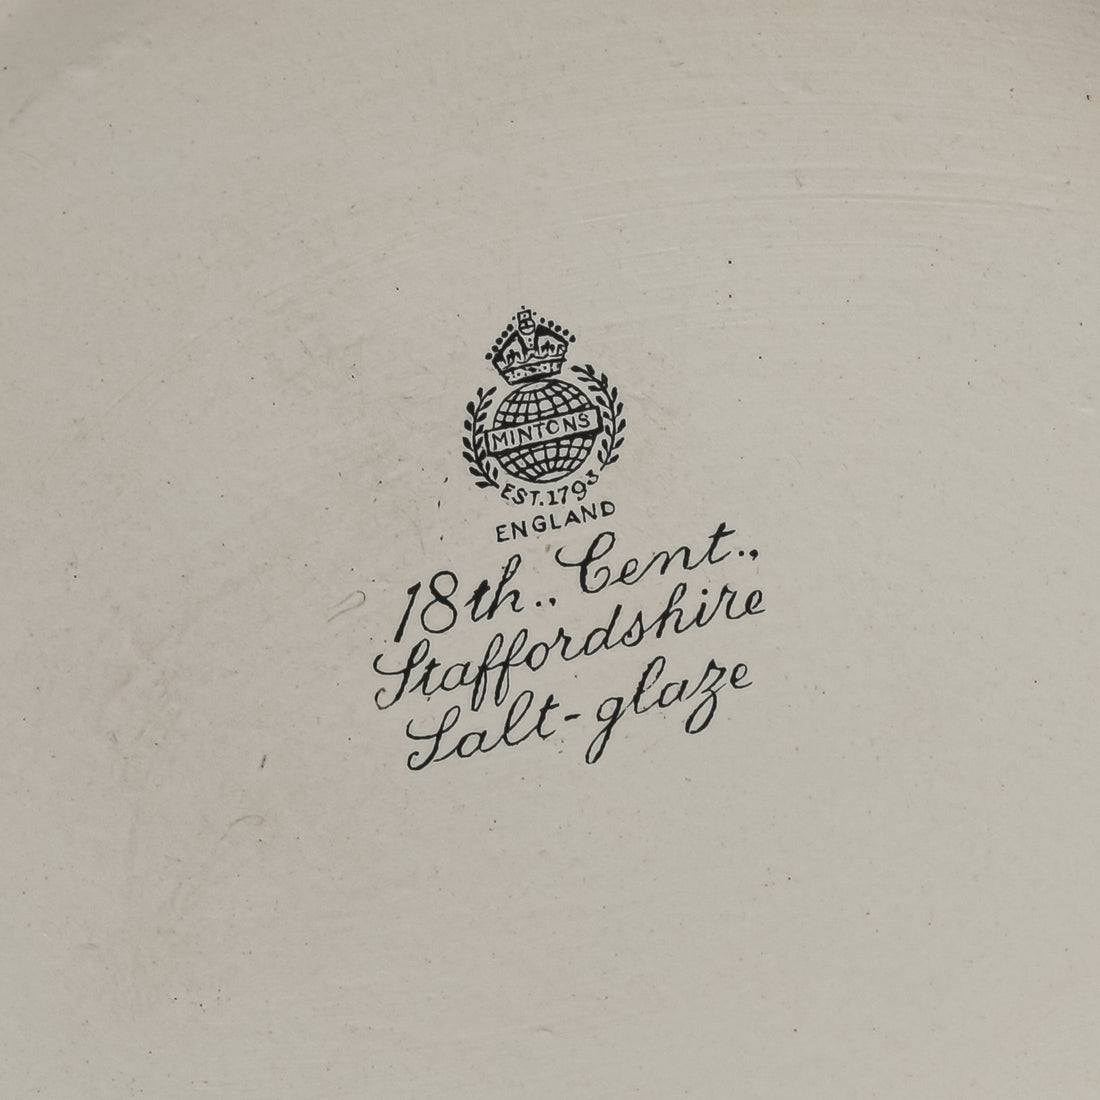 MINTONS
EST. 1793
ENGLAND
18th.. Cent..,
Staffordshire
Salt-glaze